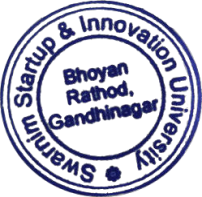 Swarnim Startup & Innovation University
Bhoyan
Rathod,
Gandhinagar